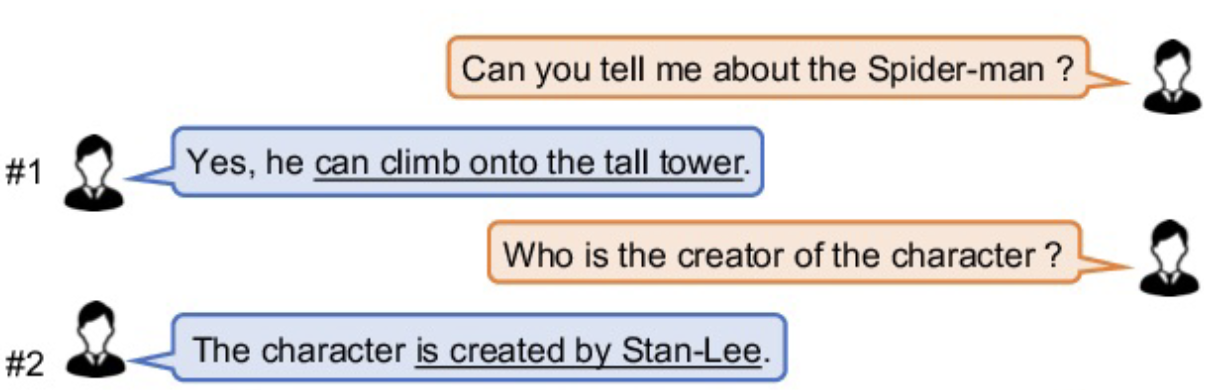 Can you tell me about the Spider-man ?
#1 Yes, he can climb onto the tall tower.
Who is the creator of the character ?
#2 The character is created by Stan-Lee.